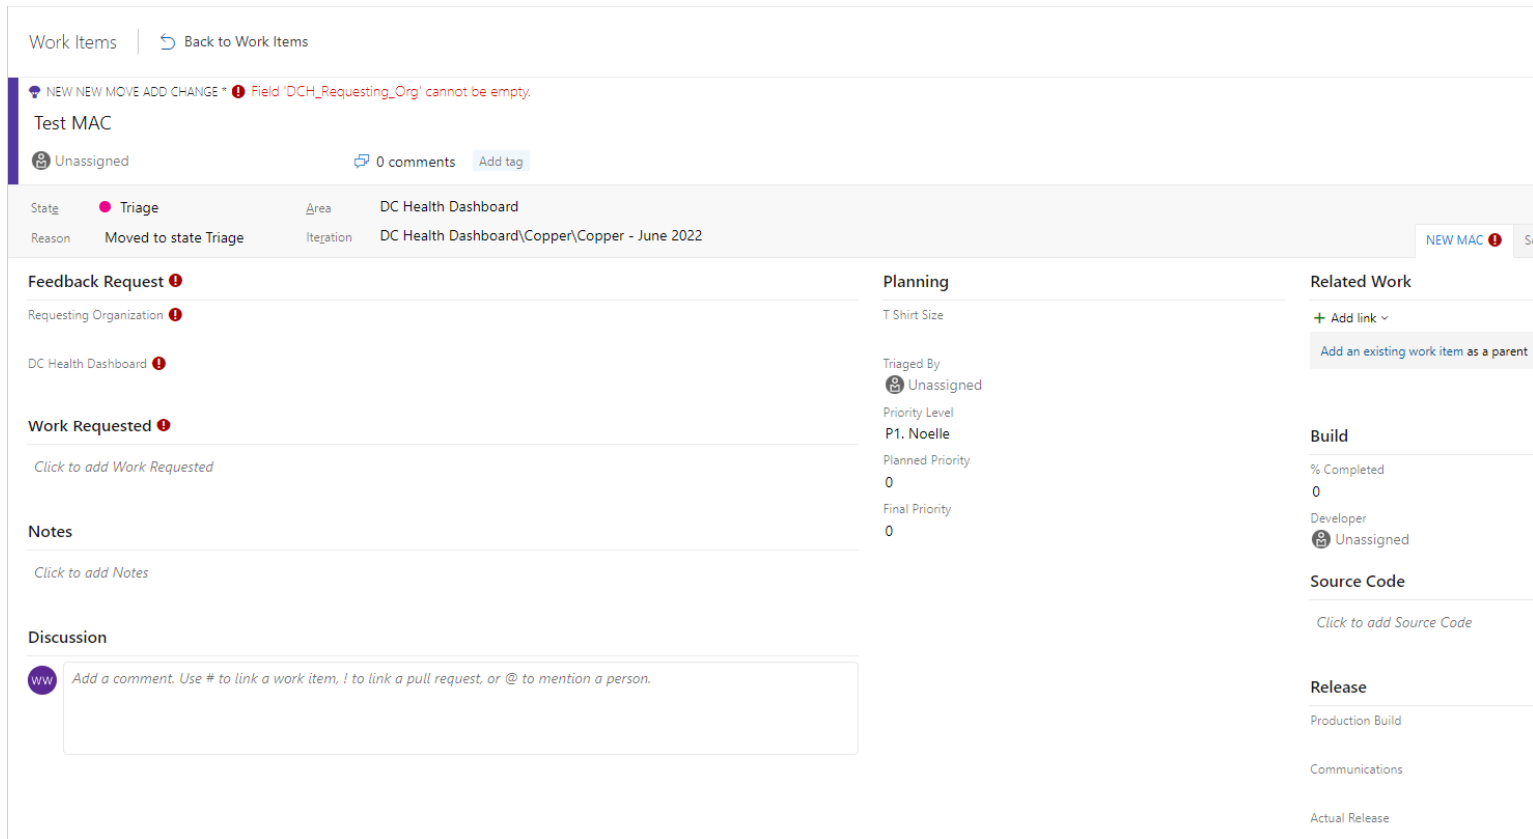 Work Items
Back to Work Items
NEW NEW MOVE ADD CHANGE * Field 'DCH_Requesting_Org' cannot be empty.
Test MAC
Unassigned
0 comments
Add tag
State
Triage
Area
DC Health Dashboard
Reason
Moved to state Triage
Iteration
DC Health Dashboard\Copper\Copper - June 2022
NEW MAC
Feedback Request
Requesting Organization
DC Health Dashboard
Work Requested
Click to add Work Requested
Notes
Click to add Notes
Discussion
WW
Add a comment. Use # to link a work item, ! to link a pull request, or @ to mention a person.
Planning
T Shirt Size
Triaged By
Unassigned
Priority Level
P1. Noelle
Planned Priority
0
Final Priority
0
Related Work
+ Add link
Add an existing work item as a parent
Build
% Completed
0
Developer
Unassigned
Source Code
Click to add Source Code
Release
Production Build
Communications
Actual Release